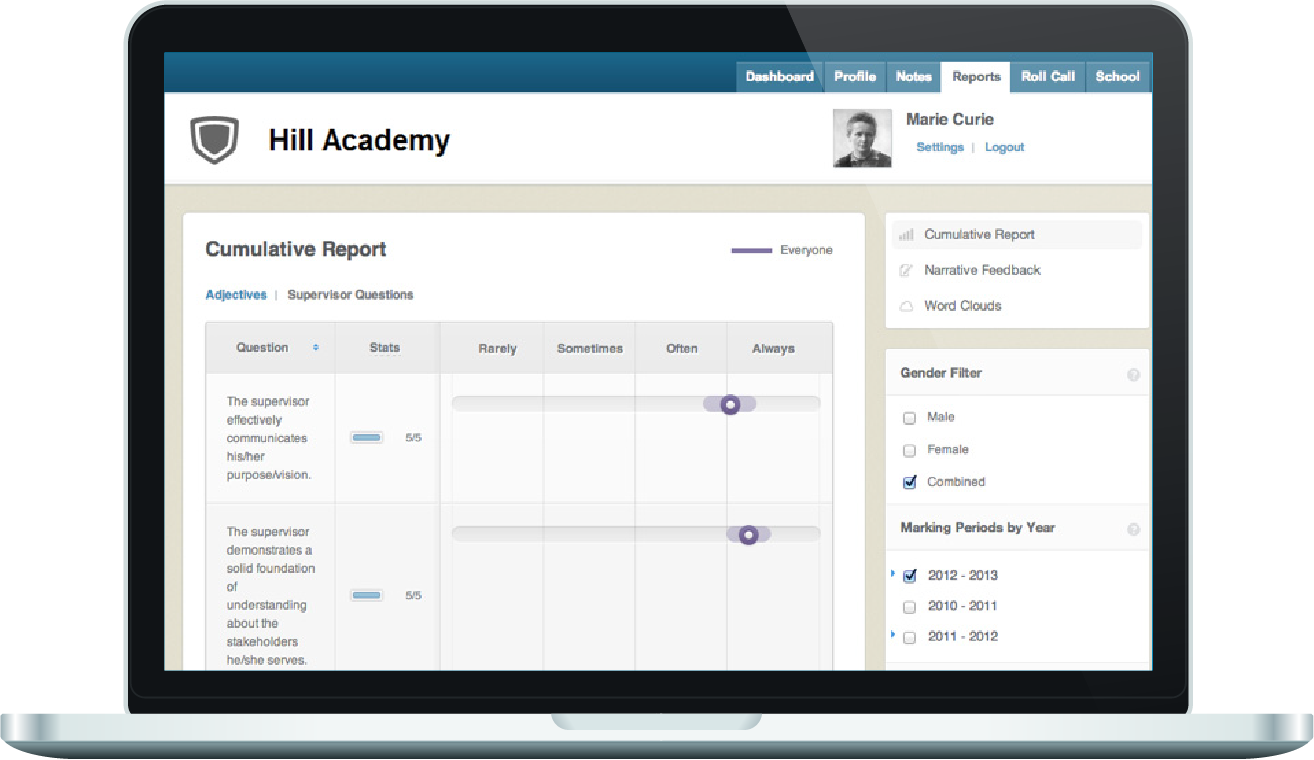 Dashboard Profile Notes Reports Roll Call School
Hill Academy
Marie Curie
Settings | Logout
Cumulative Report
Everyone
Adjectives | Supervisor Questions
Question Stats Rarely Sometimes Often Always
The supervisor
effectively
communicates
his/her
purpose/vision.
5/5
The supervisor
demonstrates a
solid foundation
of
understanding
about the
stakeholders
he/she serves.
5/5
Cumulative Report
Narrative Feedback
Word Clouds
Gender Filter
?
Male
Female
Combined
Marking Periods by Year
?
2012 - 2013
2010 - 2011
2011 - 2012